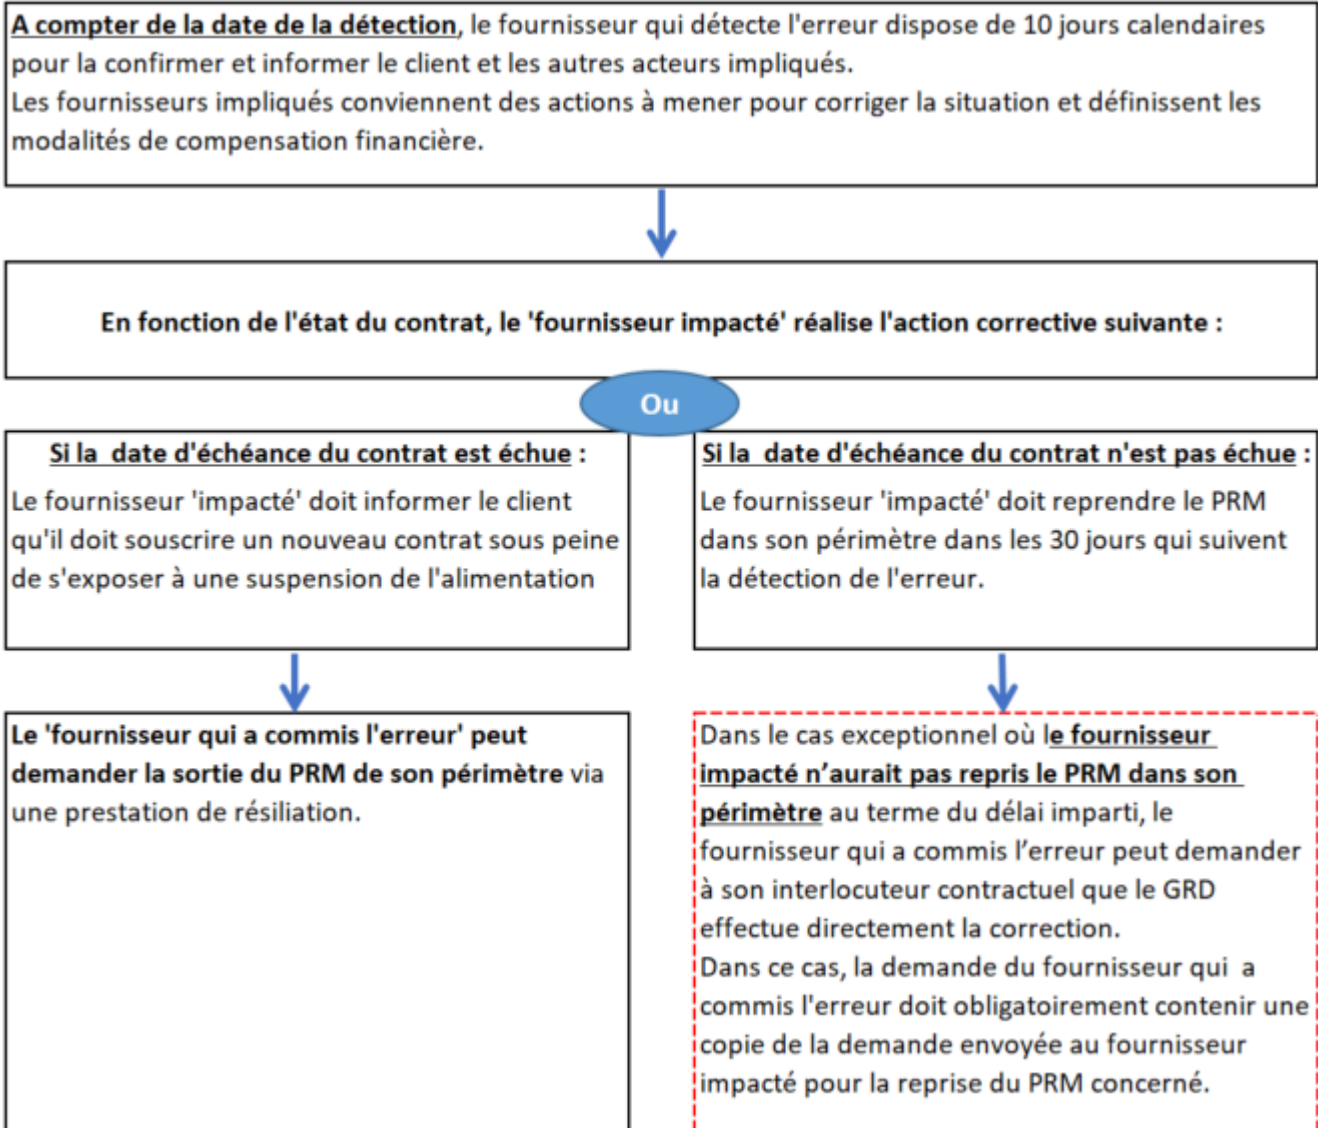 A compter de la date de la détection, le fournisseur qui détecte l'erreur dispose de 10 jours calendaires
pour la confirmer et informer le client et les autres acteurs impliqués.
Les fournisseurs impliqués conviennent des actions à mener pour corriger la situation et définissent les
modalités de compensation financière.
En fonction de l'état du contrat, le 'fournisseur impacté' réalise l'action corrective suivante :
Ou
Si la date d'échéance du contrat est échue :
Le fournisseur 'impacté' doit informer le client
qu'il doit souscrire un nouveau contrat sous peine
de s'exposer à une suspension de l'alimentation
Le 'fournisseur qui a commis l'erreur' peut
demander la sortie du PRM de son périmètre via
une prestation de résiliation.
Si la date d'échéance du contrat n'est pas échue :
Le fournisseur 'impacté' doit reprendre le PRM
dans son périmètre dans les 30 jours qui suivent
la détection de l'erreur.
Dans le cas exceptionnel où le fournisseur
impacté n’aurait pas repris le PRM dans son
périmètre au terme du délai imparti, le
fournisseur qui a commis l’erreur peut demander
à son interlocuteur contractuel que le GRD
effectue directement la correction.
Dans ce cas, la demande du fournisseur qui a
commis l'erreur doit obligatoirement contenir une
copie de la demande envoyée au fournisseur
impacté pour la reprise du PRM concerné.